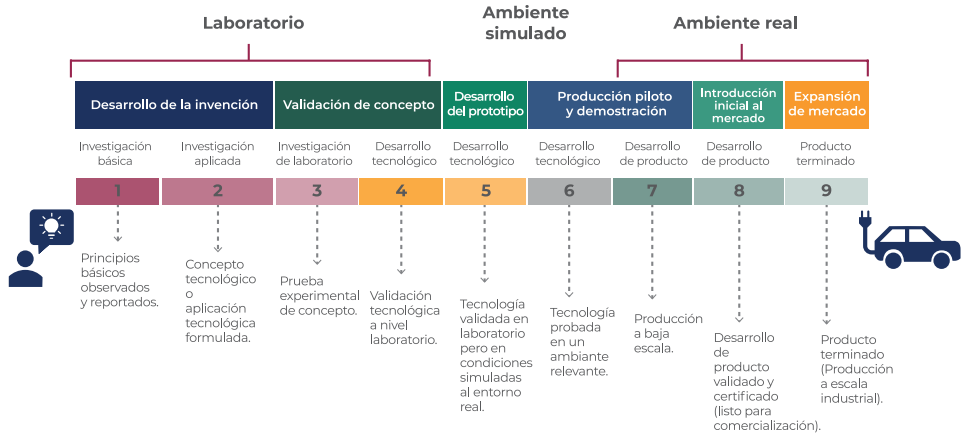 Laboratorio
Ambiente
simulado
Ambiente real
Desarrollo de la invención
Validación de concepto
Desarrollo
del prototipo
Producción piloto
y demostración
Introducción
inicial al
mercado
Expansión
de mercado
Investigación
básica
Investigación
aplicada
Investigación
de laboratorio
Desarrollo
tecnológico
Desarrollo
tecnológico
Desarrollo
tecnológico
Desarrollo
de producto
Desarrollo
de producto
Producto
terminado
1
2
3
4
5
6
7
8
9
Principios
básicos
observados
y reportados.
Concepto
tecnológico
o
aplicación
tecnológica
formulada.
Prueba
experimental
de concepto.
Validación
tecnológica
a nivel
laboratorio.
Tecnología
validada en
laboratorio
pero en
condiciones
simuladas
al entorno
real.
Tecnología
probada
en un
ambiante
relevante.
Producción
a baja
escala.
Desarrollo
de
producto
validado y
certificado
(listo para
comercialización).
Producto
terminado
(Producción
a escala
industrial).